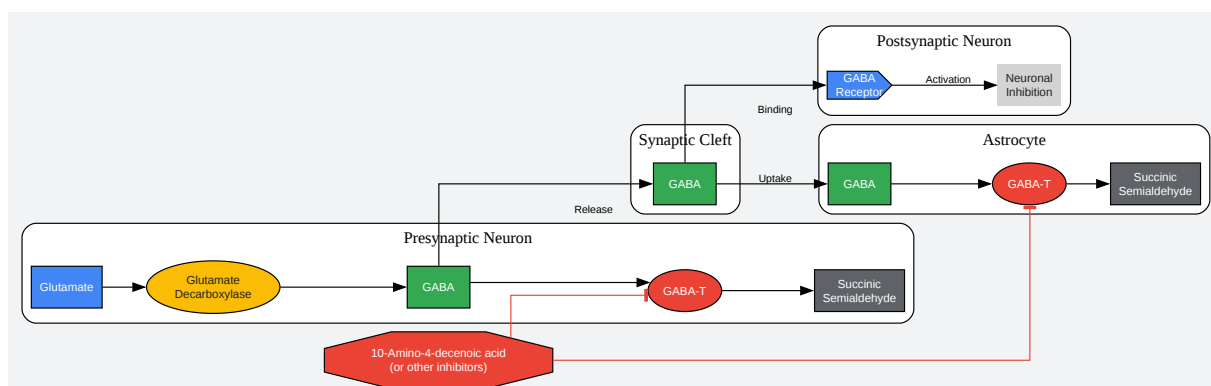 Postsynaptic Neuron
GABA
Receptor
Activation
Neuronal
Inhibition
Binding
Synaptic Cleft
GABA
Uptake
Astrocyte
GABA
GABA-T
Succinic
Semialdehyde
Release
Presynaptic Neuron
Glutamate
Glutamate
Decarboxylase
GABA
GABA-T
Succinic
Semialdehyde
10-Amino-4-decenoic acid
(or other inhibitors)